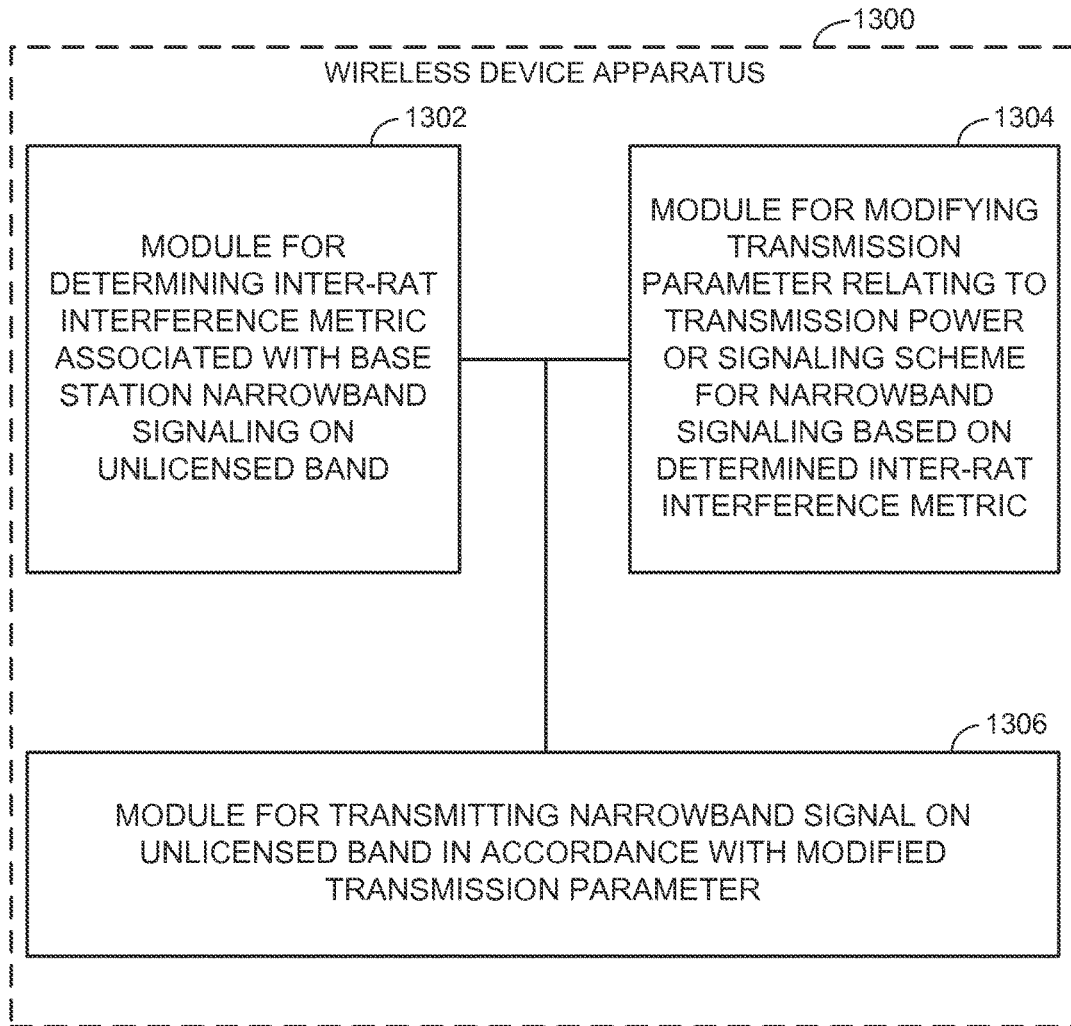 1300
WIRELESS DEVICE APPARATUS
1302
MODULE FOR
DETERMINING INTER-RAT
INTERFERENCE METRIC
ASSOCIATED WITH BASE
STATION NARROWBAND
SIGNALING ON
UNLICENSED BAND
1304
MODULE FOR MODIFYING
TRANSMISSION
PARAMETER RELATING TO
TRANSMISSION POWER
OR SIGNALING SCHEME
FOR NARROWBAND
SIGNALING BASED ON
DETERMINED INTER-RAT
INTERFERENCE METRIC
1306
MODULE FOR TRANSMITTING NARROWBAND SIGNAL ON
UNLICENSED BAND IN ACCORDANCE WITH MODIFIED
TRANSMISSION PARAMETER